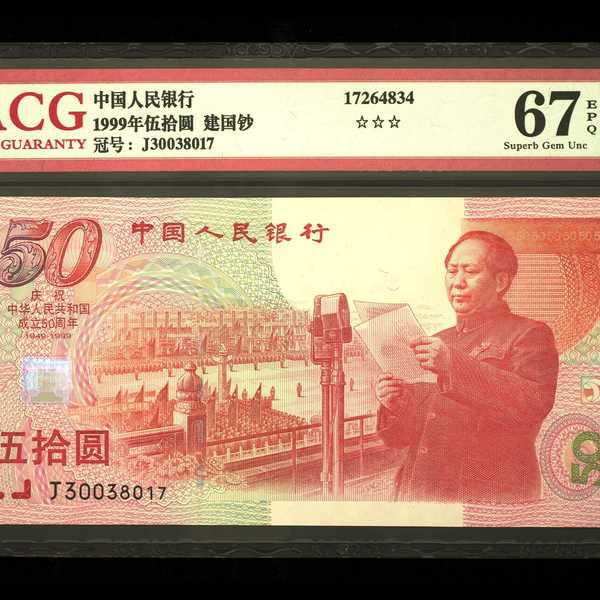 ACG
GUARANTY
中国人民银行
1999年伍拾圆 建国钞
冠号: J30038017
17264834
☆☆☆
67 EPQ
Superb Gem Unc
50
中国人民银行
庆祝
中华人民共和国
成立50周年
1949-1999
伍拾圆
J30038017
50